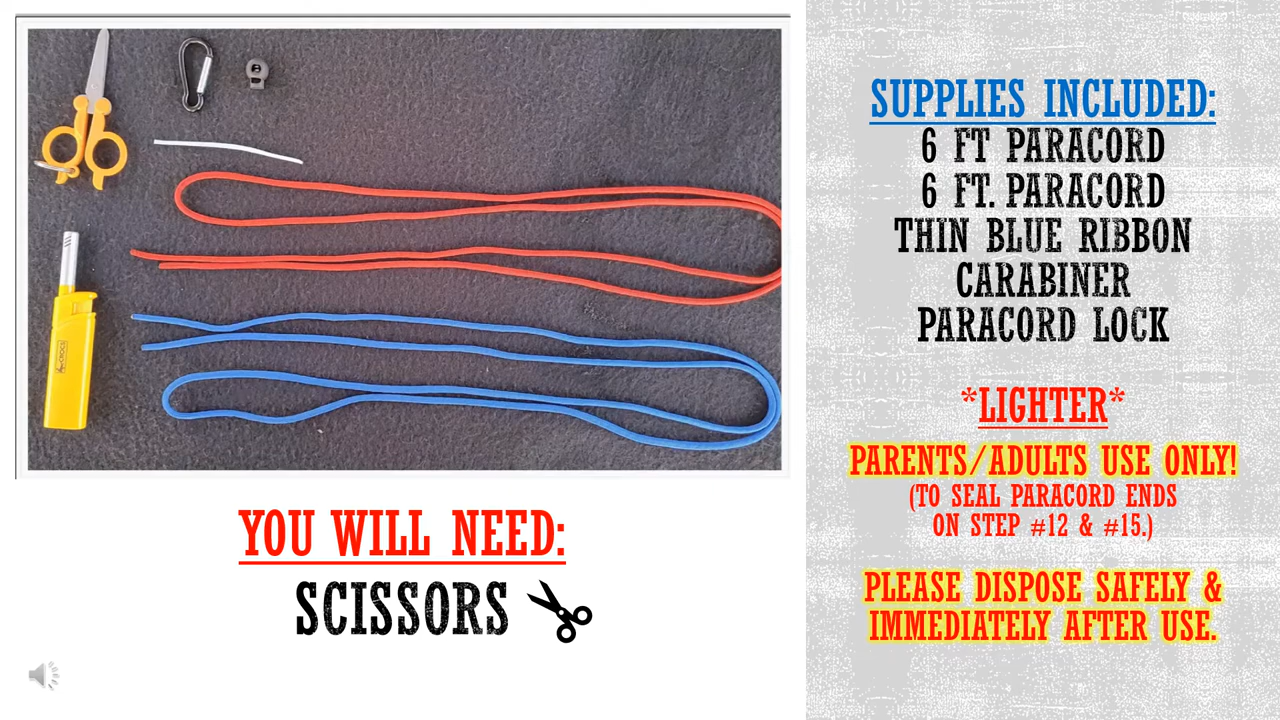 SUPPLIES INCLUDED:
6 FT PARACORD
6 FT. PARACORD
THIN BLUE RIBBON
CARABINER
PARACORD LOCK
*LIGHTER*
PARENTS/ADULTS USE ONLY!
(TO SEAL PARACORD ENDS
ON STEP #12 & #15.)
PLEASE DISPOSE SAFELY &
IMMEDIATELY AFTER USE.
YOU WILL NEED:
SCISSORS